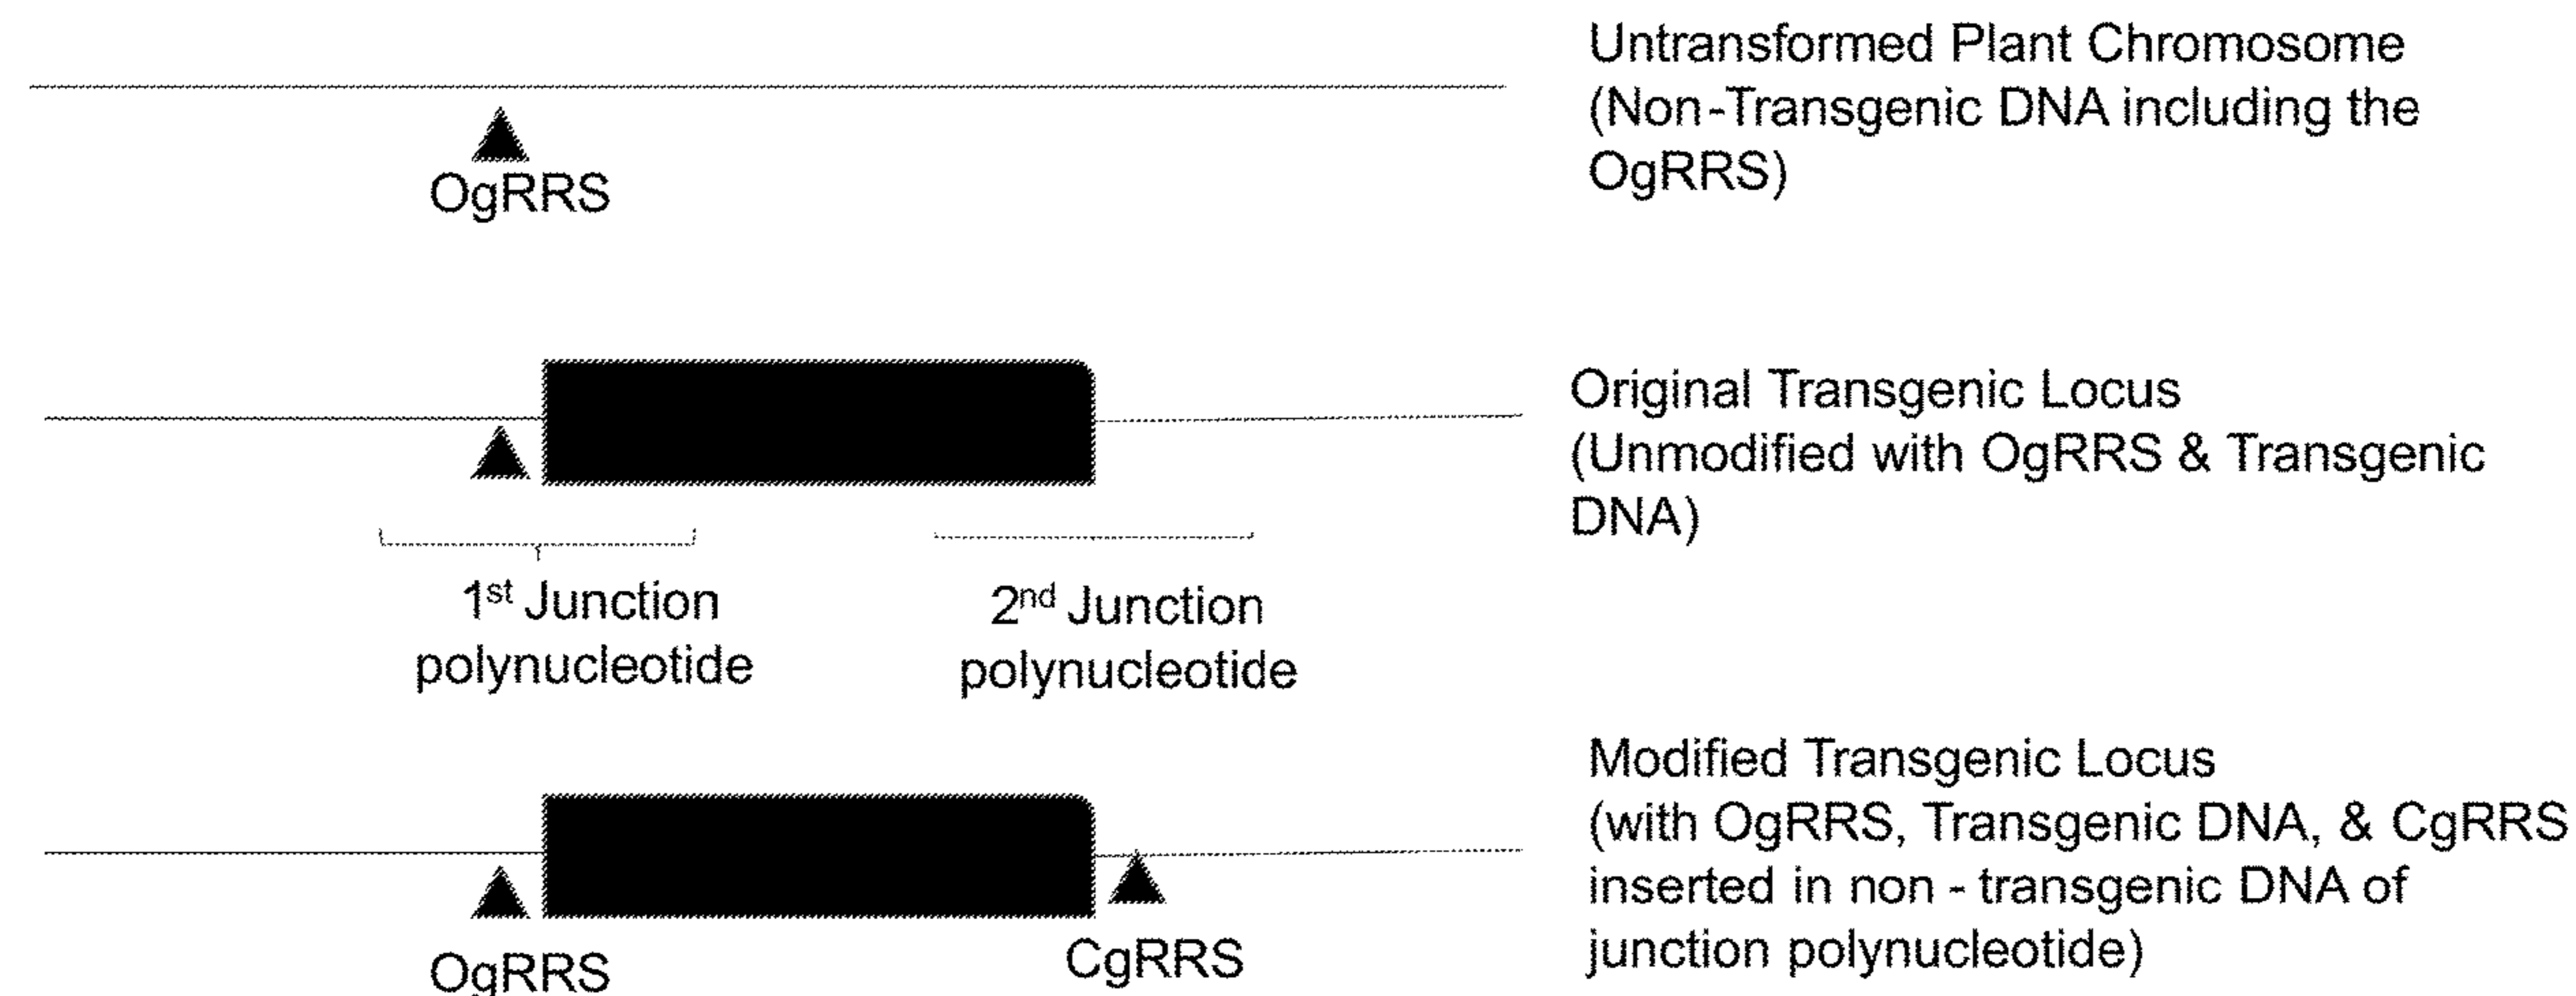 Untransformed Plant Chromosome
(Non-Transgenic DNA including the
OgRRS)
OgRRS
Original Transgenic Locus
(Unmodified with OgRRS & Transgenic
DNA)
1st Junction
polynucleotide
2nd Junction
polynucleotide
Modified Transgenic Locus
(with OgRRS, Transgenic DNA, & CgRRS
inserted in non - transgenic DNA of
junction polynucleotide)
OgRRS
CgRRS